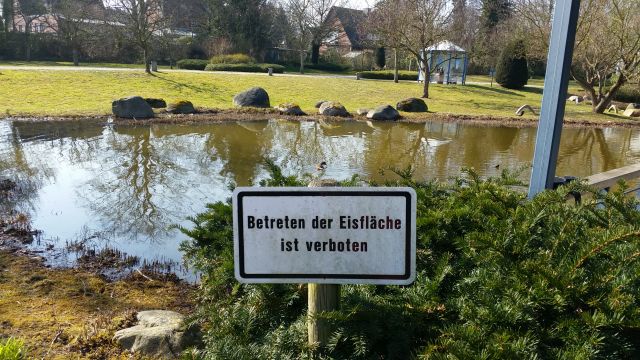 Betreten der Eisfläche
ist verboten